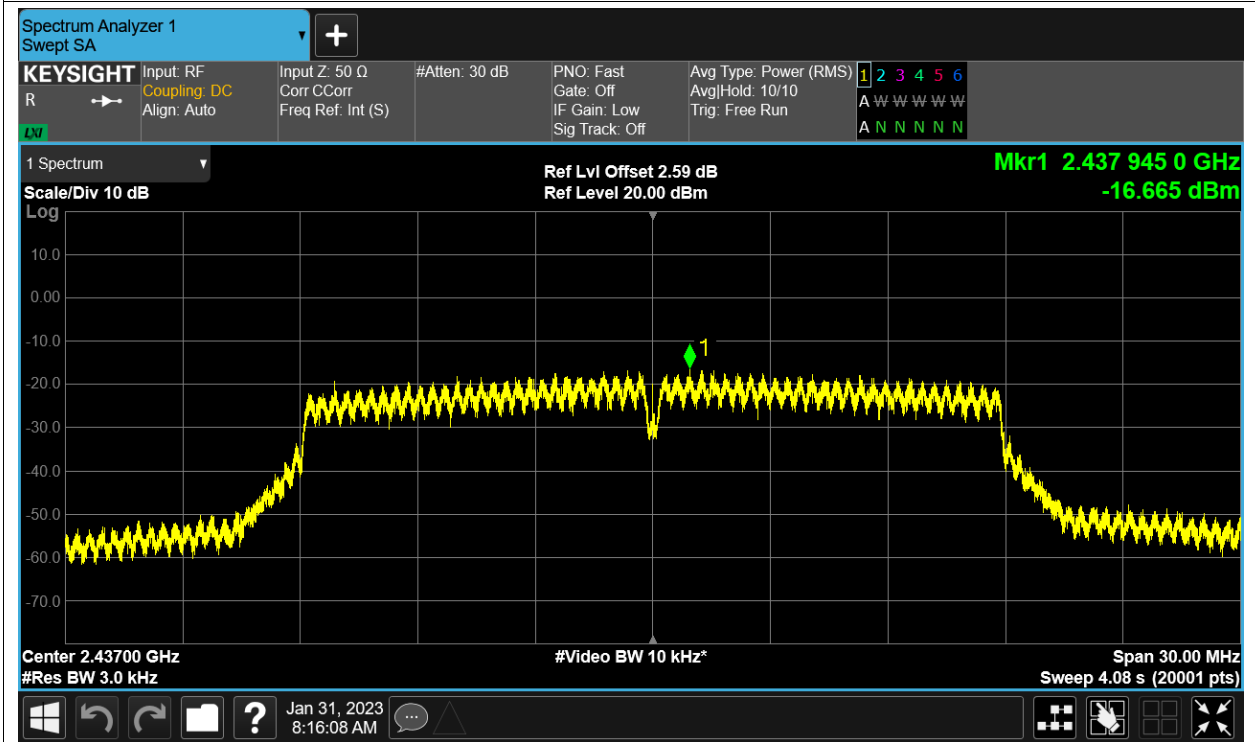 Spectrum Analyzer 1
Swept SA
+
KEYSIGHT
R
LXI
Input: RF
Coupling: DC
Align: Auto
Input Z: 50 Ω
Corr CCorr
Freq Ref: Int (S)
#Atten: 30 dB
PNO: Fast
Gate: Off
IF Gain: Low
Sig Track: Off
Avg Type: Power (RMS)
Avg|Hold: 10/10
Trig: Free Run
1 2 3 4 5 6
A W W W W W
A N N N N N
1 Spectrum
Scale/Div 10 dB
Log
Ref Lvl Offset 2.59 dB
Ref Level 20.00 dBm
Mkr1 2.437 945 0 GHz
-16.665 dBm
10.0
0.00
-10.0
-20.0
-30.0
-40.0
-50.0
-60.0
-70.0
1
Center 2.43700 GHz
#Res BW 3.0 kHz
#Video BW 10 kHz*
Span 30.00 MHz
Sweep 4.08 s (20001 pts)
?
Jan 31, 2023
8:16:08 AM